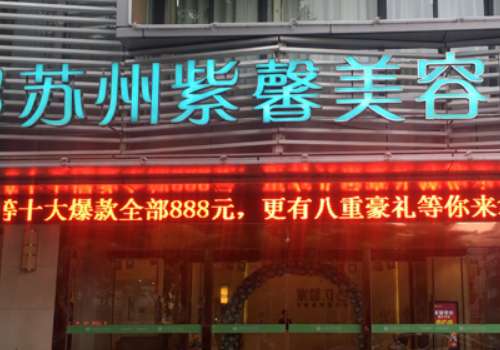 苏州紫馨美容
等十大爆款全部888元，更有八重豪礼等你来